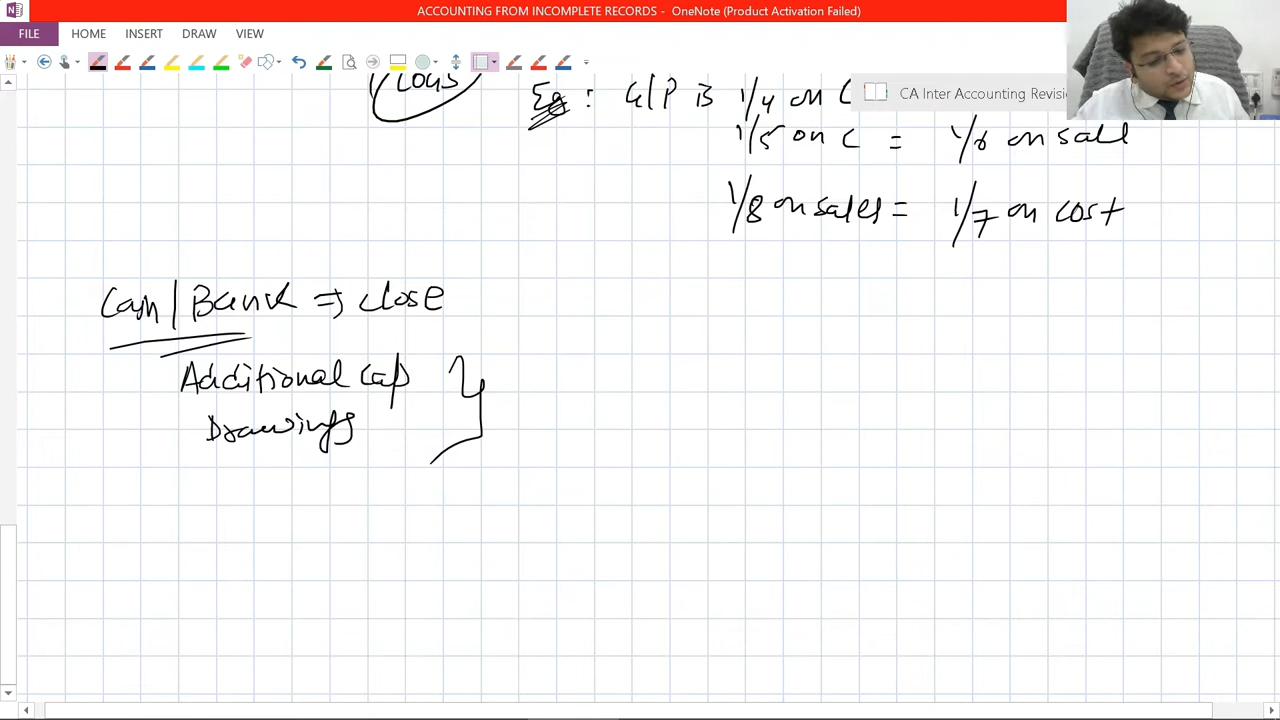 ACCOUNTING FROM INCOMPLETE RECORDS - OneNote (Product Activation Failed)
FILE HOME INSERT DRAW VIEW
CA Inter Accounting Revisi
Eg : G/P is 1/4 on C
1/5 on C = 1/6 on sale
1/8 on sales = 1/7 on cost
Cash/Bank ⇒ close
Additional Cap
Drawings